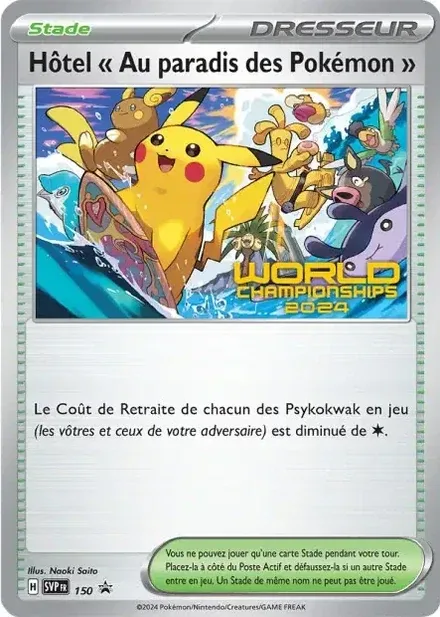 Stade
DRESSEUR
Hôtel « Au paradis des Pokémon »
WORLD
CHAMPIONSHIPS
2024
Le Coût de Retraite de chacun des Psykokwak en jeu
(les vôtres et ceux de votre adversaire) est diminué de ✶.
Illus. Naoki Saito
H SVP FR 150
Vous ne pouvez jouer qu'une carte Stade pendant votre tour.
Placez-la à côté du Poste Actif et défaussez-la si un autre Stade
entre en jeu. Un Stade de même nom ne peut pas être joué.
©2024 Pokémon/Nintendo/Creatures/GAME FREAK